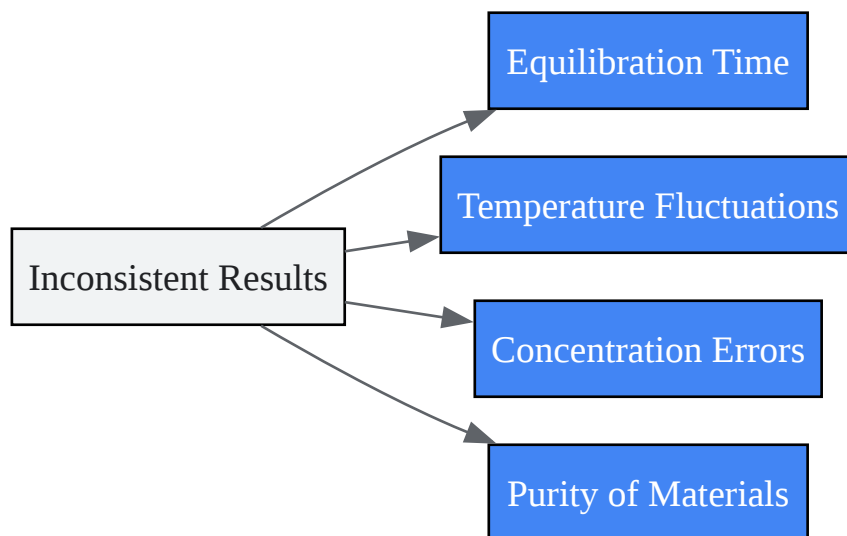 Equilibration Time
Temperature Fluctuations
Inconsistent Results
Concentration Errors
Purity of Materials